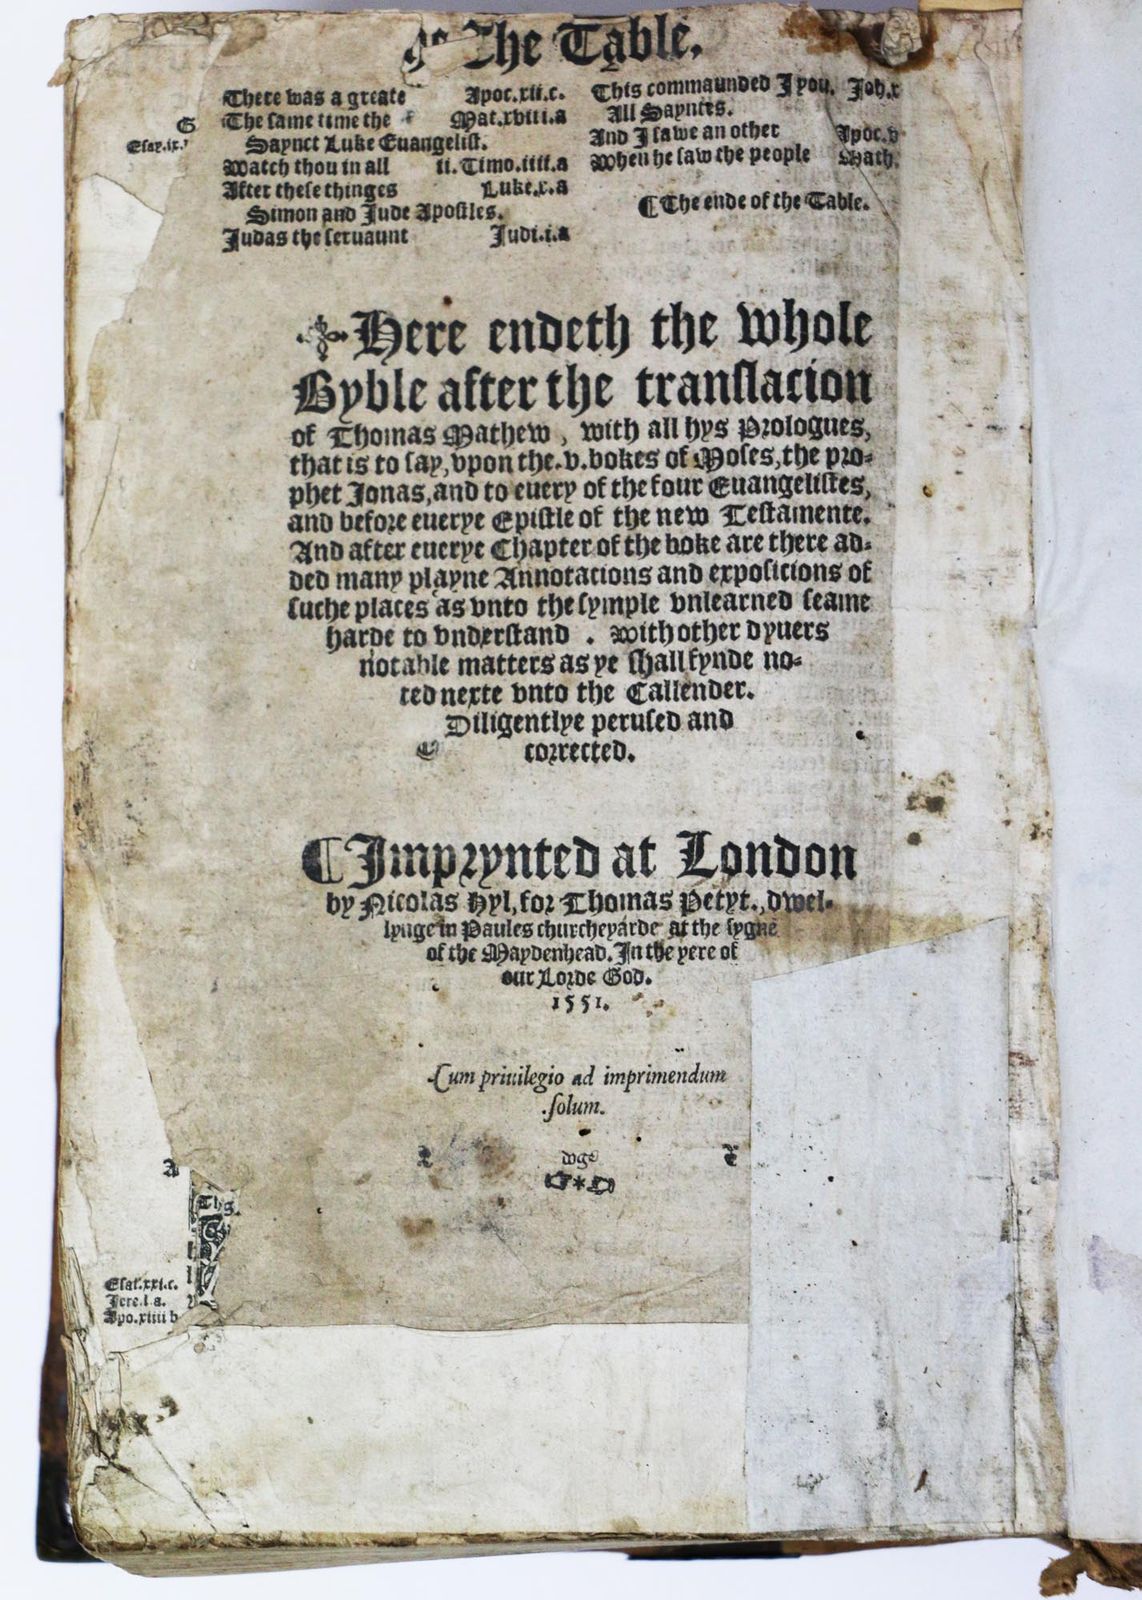 The Table.
There was a greate Apoc.xii.c.
The same time the Mat.xviii.a
Saynct Luke Euangelist.
Watch thou in all ii.Timo.iiii.a
After these thinges Luke.x.a
Simon and Jude Apostles.
Judas the seruaunt Judi.i.a
This commaunded I you. Joh.x
All Sayntes.
And I sawe an other Apoc.v
When he saw the people Math.
¶ The ende of the Table.
G
Esay.ix.
Here endeth the whole
Byble after the translacion
of Thomas Mathew, with all hys Prologues,
that is to say, vpon the.v.bokes of Moses, the pro-
phet Jonas, and to euery of the four Euangelistes,
and before euerye Epistle of the new Testamente.
And after euerye Chapter of the boke are there ad-
ded many playne Annotacions and exposicions of
suche places as vnto the symple vnlearned seame
harde to vnderstand . With other dyuers
notable matters as ye shall fynde no-
ted nexte vnto the Callender.
Diligentlye perused and
corrected.
¶ Imprynted at London
by Nicolas Hyl, for Thomas Petyt., dwel-
lynge in Paules churcheyarde at the sygne
of the Maydenhead. In the yere of
our Lorde God.
1551.
Cum priuilegio ad imprimendum
solum.
A
Esai.xxi.c.
Jere.l a.
Apo.xiiii b